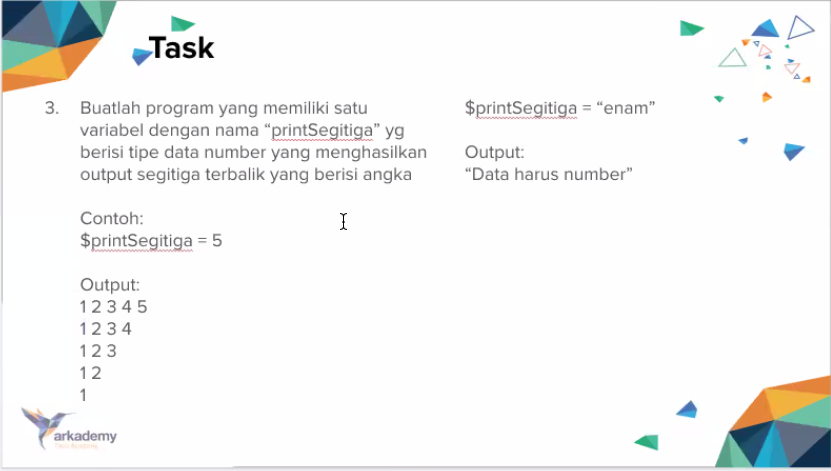 Task
3. Buatlah program yang memiliki satu
variabel dengan nama “printSegitiga” yg
berisi tipe data number yang menghasilkan
output segitiga terbalik yang berisi angka
Contoh:
$printSegitiga = 5
Output:
1 2 3 4 5
1 2 3 4
1 2 3
1 2
1
$printSegitiga = “enam”
Output:
“Data harus number”
arkademy